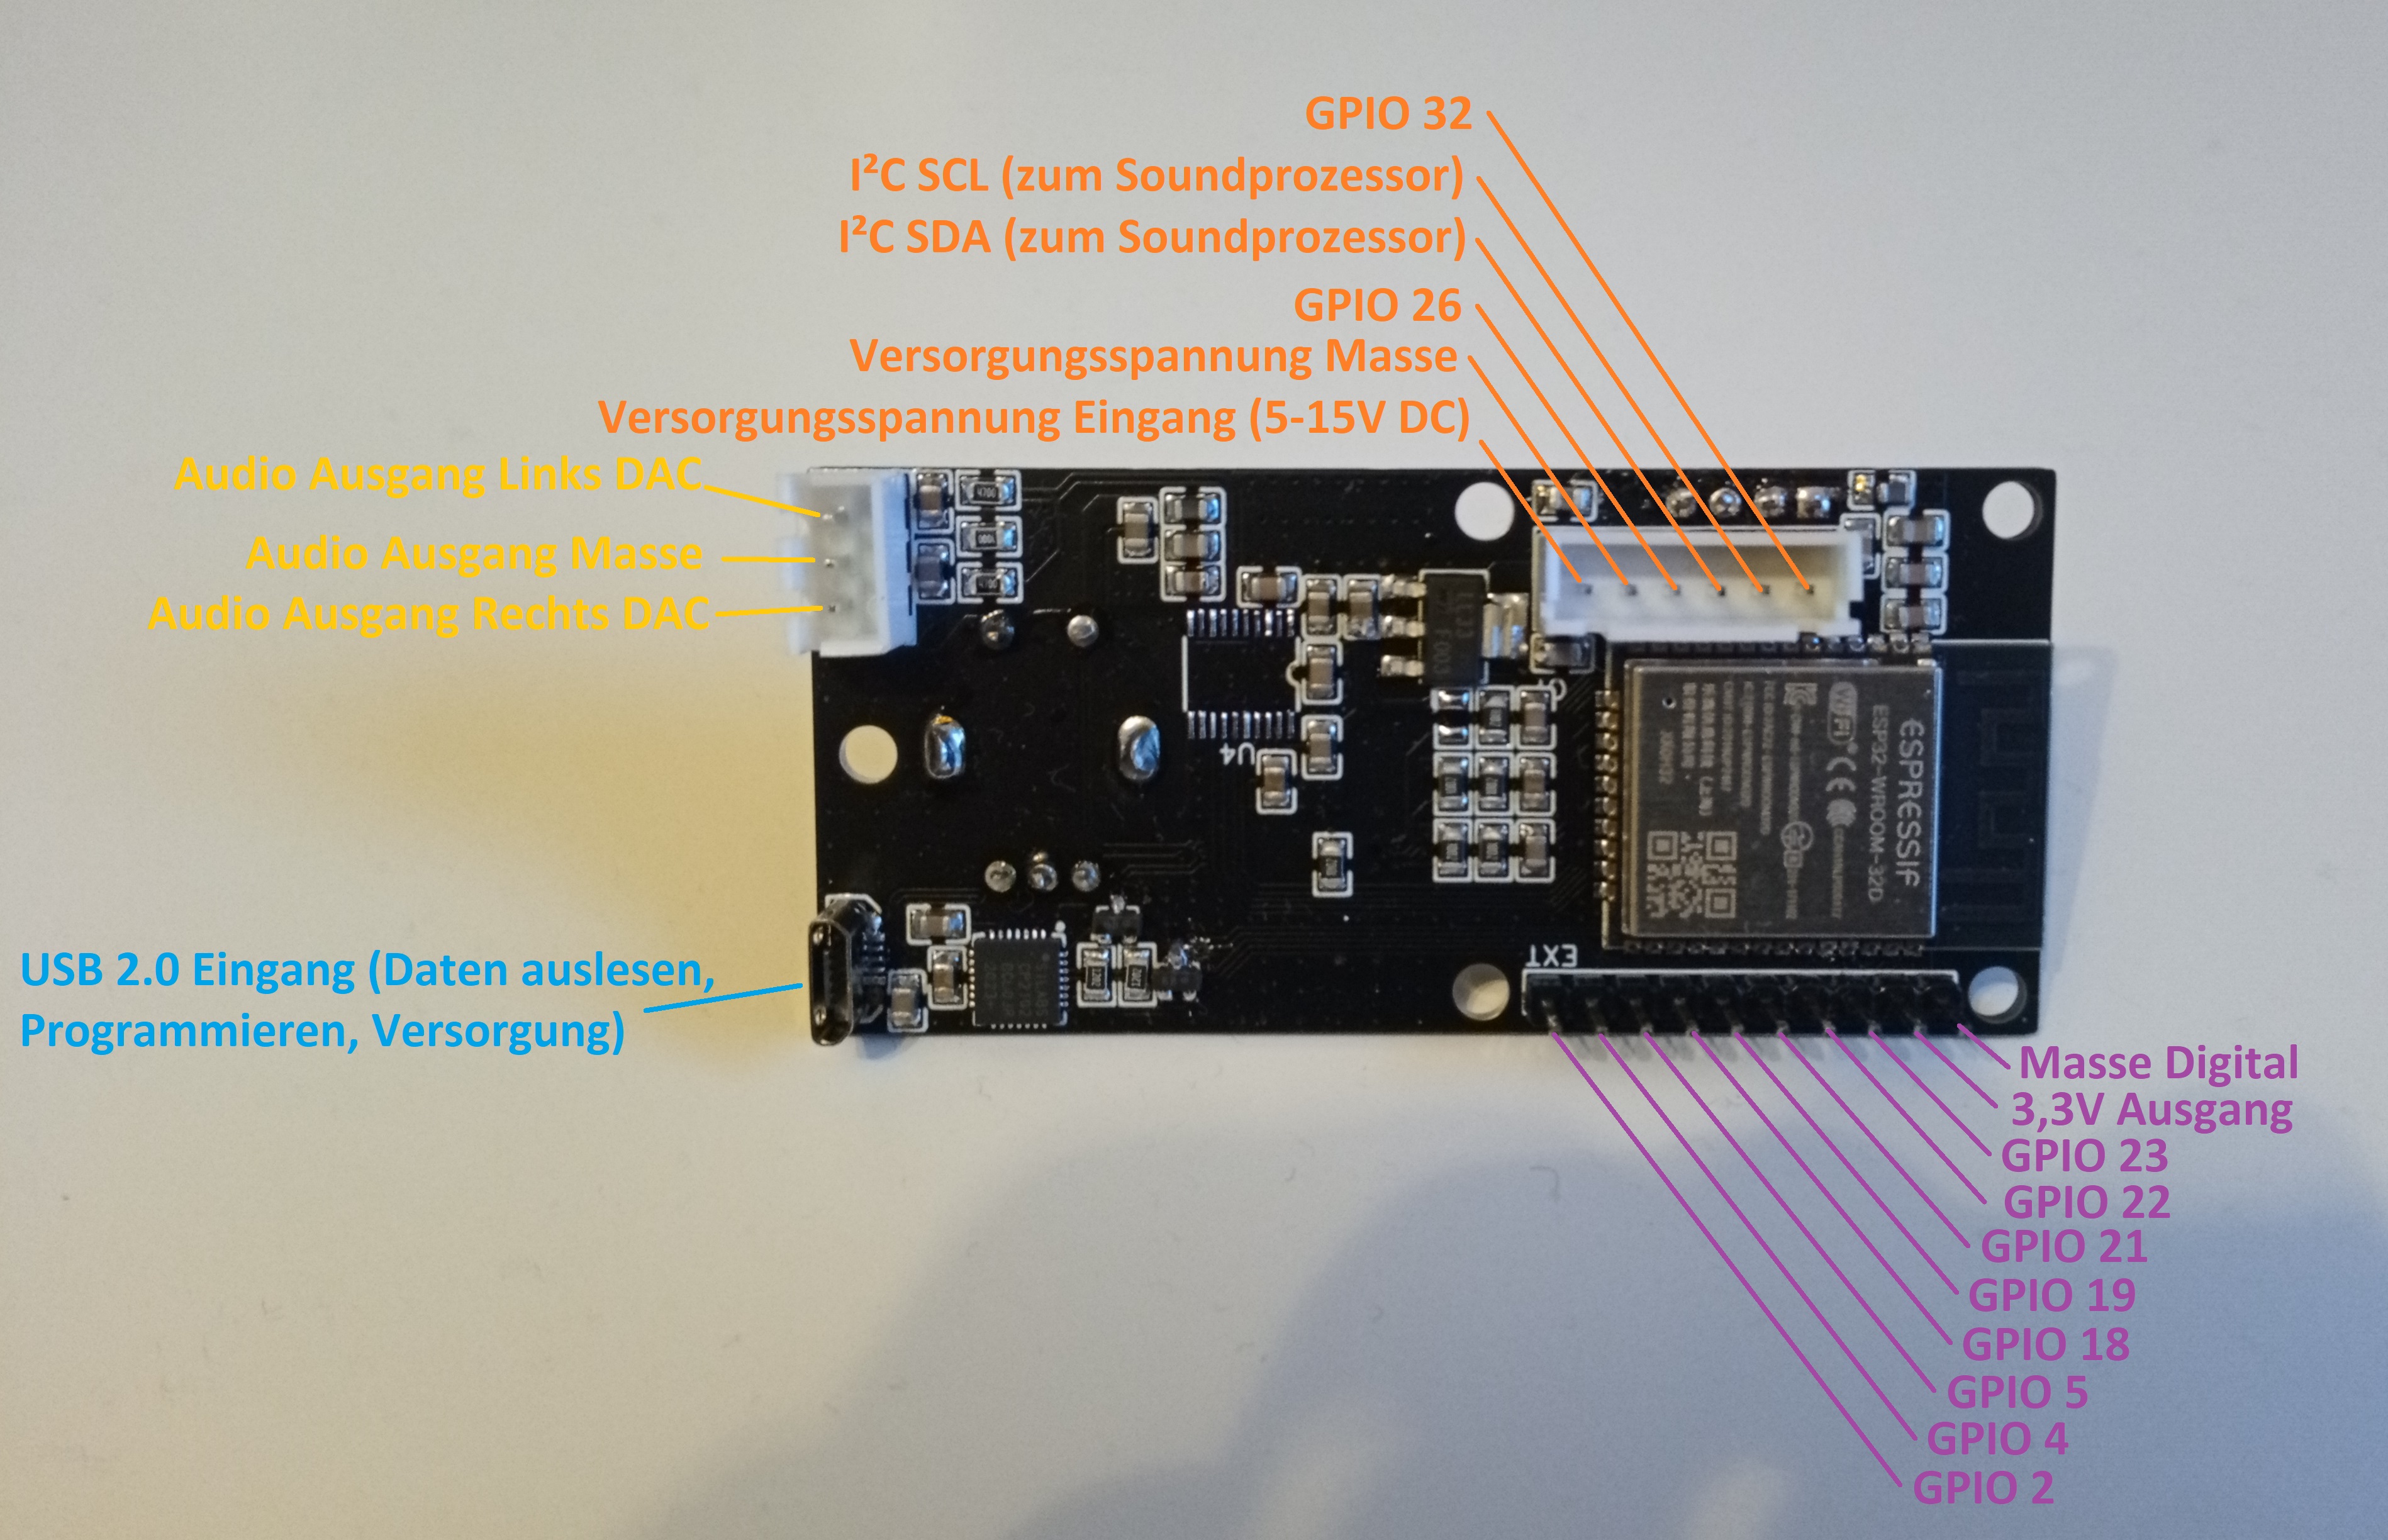 GPIO 32
I²C SCL (zum Soundprozessor)
I²C SDA (zum Soundprozessor)
GPIO 26
Versorgungsspannung Masse
Versorgungsspannung Eingang (5-15V DC)
Audio Ausgang Links DAC
Audio Ausgang Masse
Audio Ausgang Rechts DAC
U4
ESPRESSIF
ESP32-WROOM-32D
WiFi
CE
EXT
USB 2.0 Eingang (Daten auslesen,
Programmieren, Versorgung)
Masse Digital
3,3V Ausgang
GPIO 23
GPIO 22
GPIO 21
GPIO 19
GPIO 18
GPIO 5
GPIO 4
GPIO 2